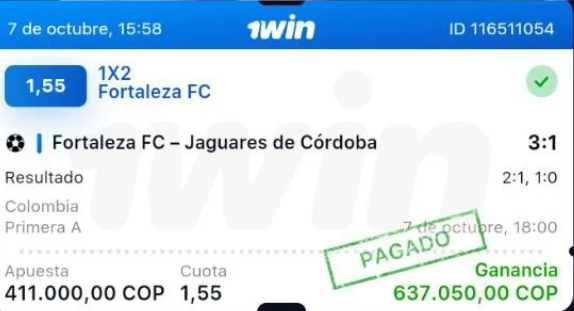 7 de octubre, 15:58 1win ID 116511054
1,55 1X2
Fortaleza FC
Fortaleza FC – Jaguares de Córdoba 3:1
Resultado 2:1, 1:0
Colombia
Primera A 7 de octubre, 18:00
PAGADO
Apuesta Cuota Ganancia
411.000,00 COP 1,55 637.050,00 COP
1win